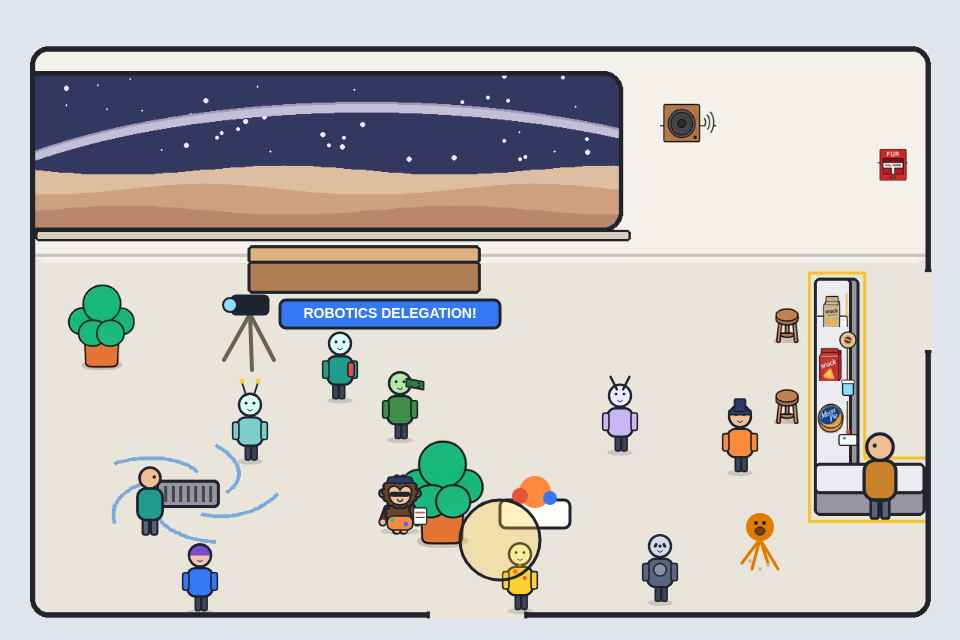 FUR
ROBOTICS DELEGATION!
snack
snack
Moon
Pie